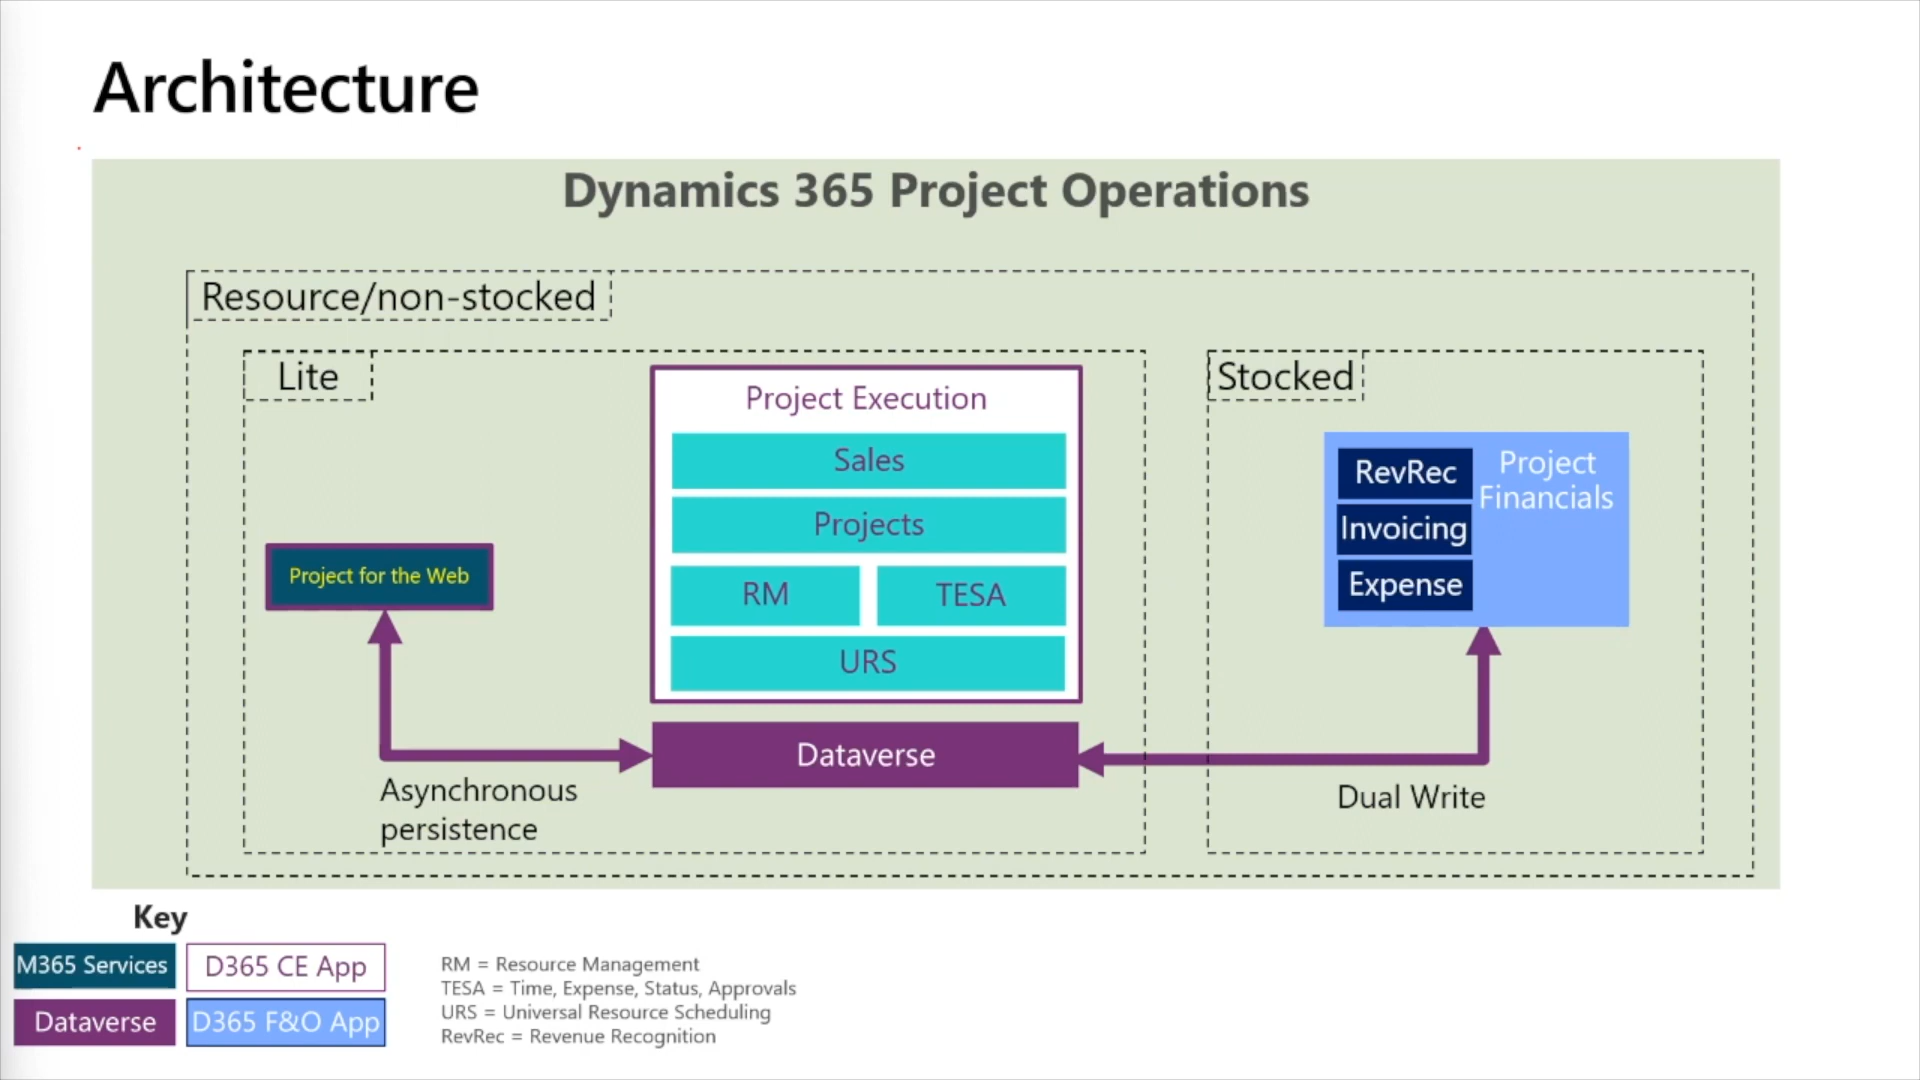 Architecture
Dynamics 365 Project Operations
Resource/non-stocked
Lite
Project Execution
Sales
Projects
RM
TESA
URS
Project for the Web
Dataverse
Asynchronous
persistence
Stocked
RevRec
Invoicing
Expense
Project
Financials
Dual Write
Key
M365 Services
D365 CE App
Dataverse
D365 F&O App
RM = Resource Management
TESA = Time, Expense, Status, Approvals
URS = Universal Resource Scheduling
RevRec = Revenue Recognition